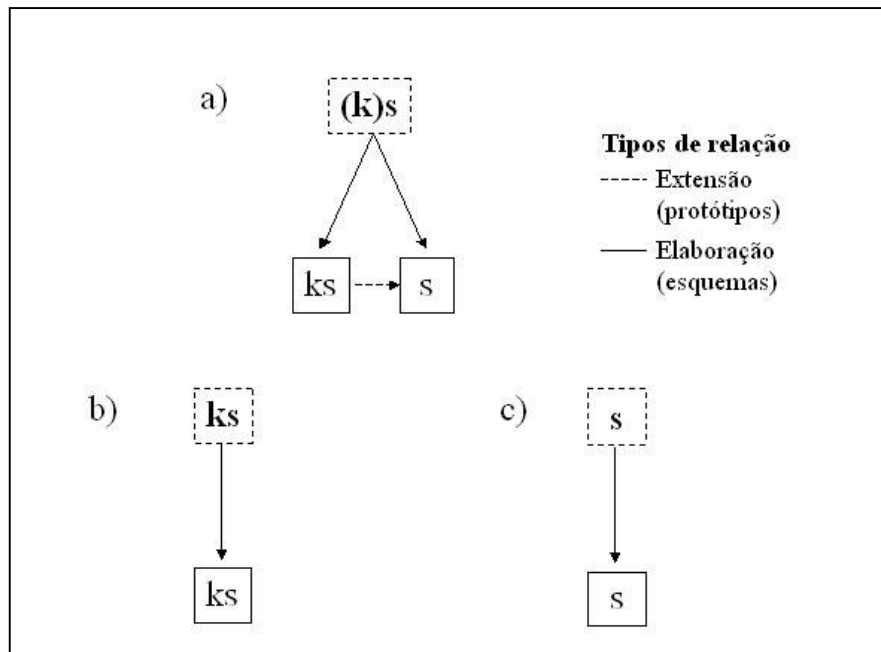 a)
(k)s
ks
s
Tipos de relação
Extensão
(protótipos)
Elaboração
(esquemas)
b)
ks
ks
c)
s
s